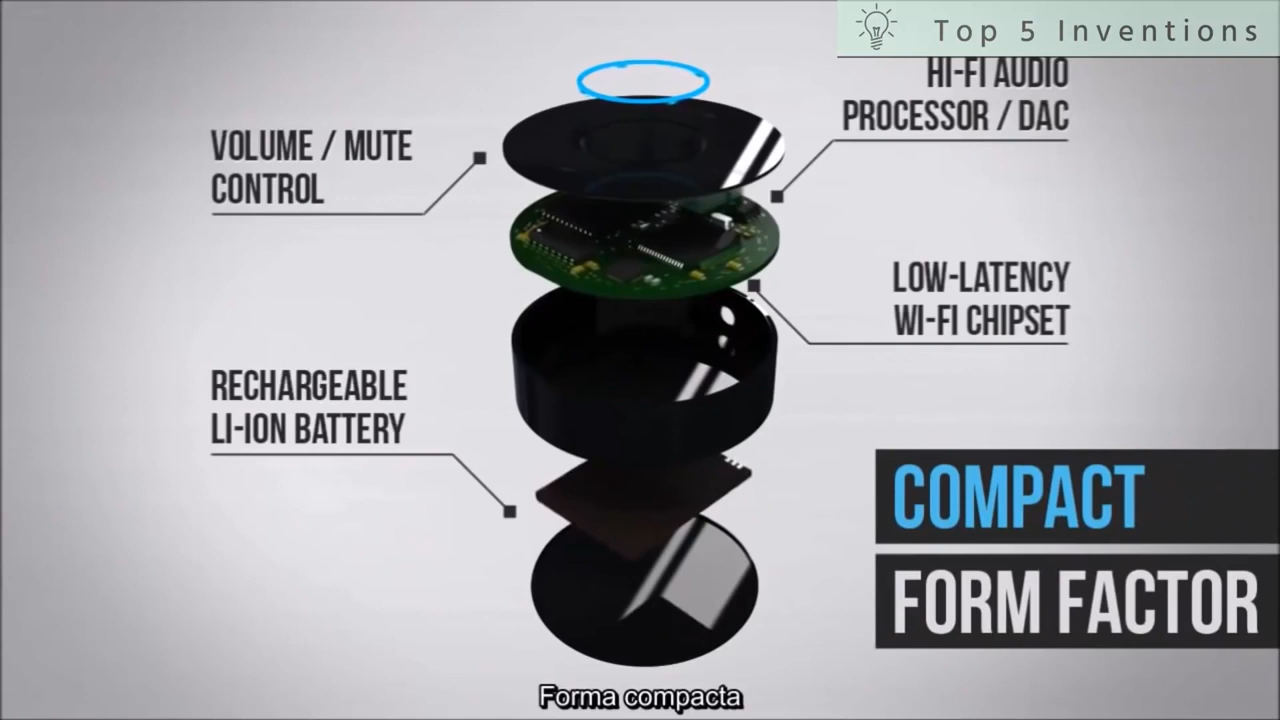 Top 5 Inventions
HI-FI AUDIO
PROCESSOR / DAC
VOLUME / MUTE
CONTROL
LOW-LATENCY
WI-FI CHIPSET
RECHARGEABLE
LI-ION BATTERY
COMPACT
FORM FACTOR
Forma compacta